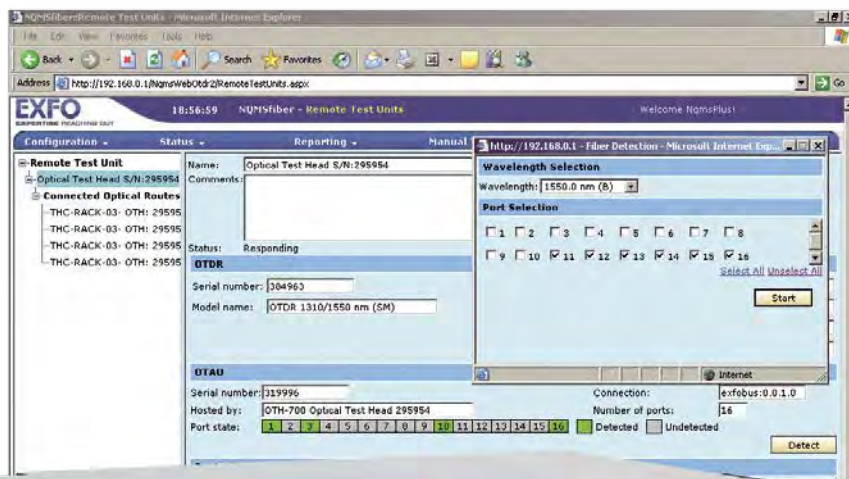 NQMSfiber - Remote Test Units - Microsoft Internet Explorer
File Edit View Favorites Tools Help
Back Search Favorites
Address http://192.168.0.1/NqmsWebOtdr2/RemoteTestUnits.aspx Go
EXFO
EXPERTISE REACHING OUT
18:56:59 NQMSfiber - Remote Test Units Welcome NqmsPlus!
Configuration Status Reporting Manual
Remote Test Unit
Optical Test Head S/N:295954
Connected Optical Routes
THC-RACK-03- OTH: 29595
THC-RACK-03- OTH: 29595
THC-RACK-03- OTH: 29595
THC-RACK-03- OTH: 29595
Name: Optical Test Head S/N:295954
Comments:
Status: Responding
OTDR
Serial number: 384963
Model name: OTDR 1310/1550 nm (SM)
OTAU
Serial number: 319996
Connection: exfobus:0.0.1.0
Hosted by: OTH-700 Optical Test Head 295954
Number of ports: 16
Port state: 1 2 3 4 5 6 7 8 9 10 11 12 13 14 15 16 Detected Undetected
Detect
http://192.168.0.1 - Fiber Detection - Microsoft Internet Exp...
Wavelength Selection
Wavelength: 1550.0 nm (B)
Port Selection
1 2 3 4 5 6 7 8
9 10 11 12 13 14 15 16
Select All Unselect All
Start
Internet